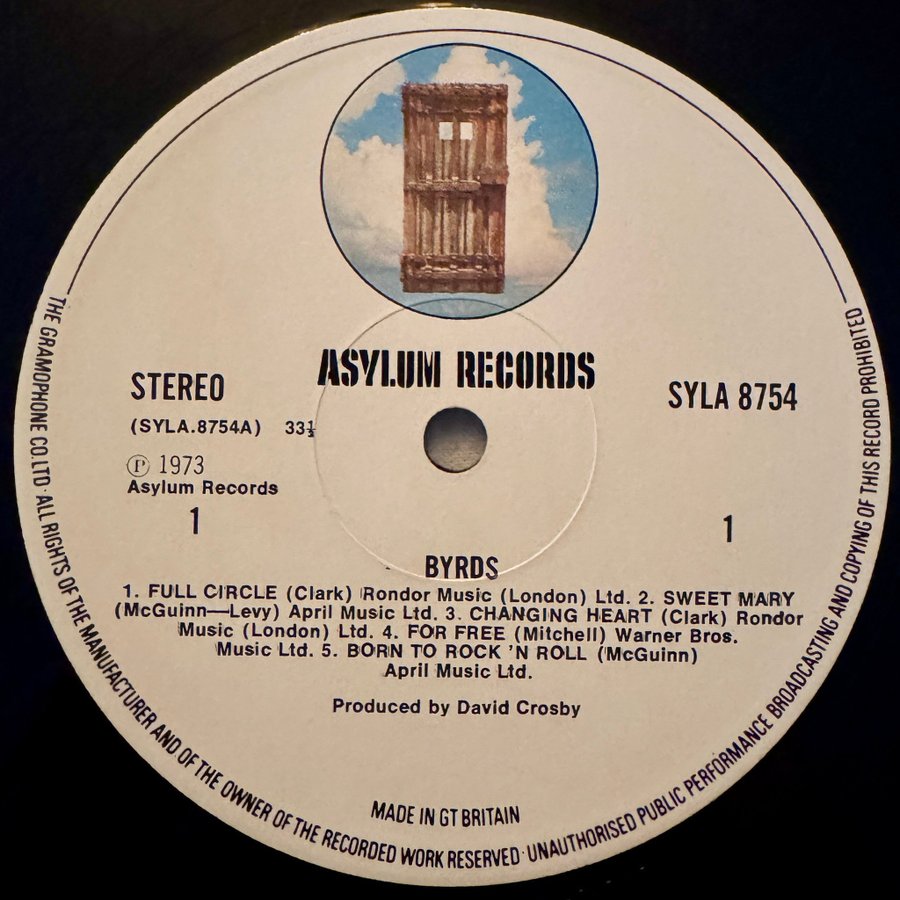 ASYLUM RECORDS
STEREO
SYLA 8754
(SYLA.8754A) 33⅓
Ⓟ 1973
Asylum Records
1
1
BYRDS
1. FULL CIRCLE (Clark) Rondor Music (London) Ltd. 2. SWEET MARY
(McGuinn—Levy) April Music Ltd. 3. CHANGING HEART (Clark) Rondor
Music (London) Ltd. 4. FOR FREE (Mitchell) Warner Bros.
Music Ltd. 5. BORN TO ROCK 'N ROLL (McGuinn)
April Music Ltd.
Produced by David Crosby
MADE IN GT BRITAIN
THE GRAMOPHONE CO. LTD · ALL RIGHTS OF THE MANUFACTURER AND OF THE OWNER OF THE RECORDED WORK RESERVED · UNAUTHORISED PUBLIC PERFORMANCE BROADCASTING AND COPYING OF THIS RECORD PROHIBITED